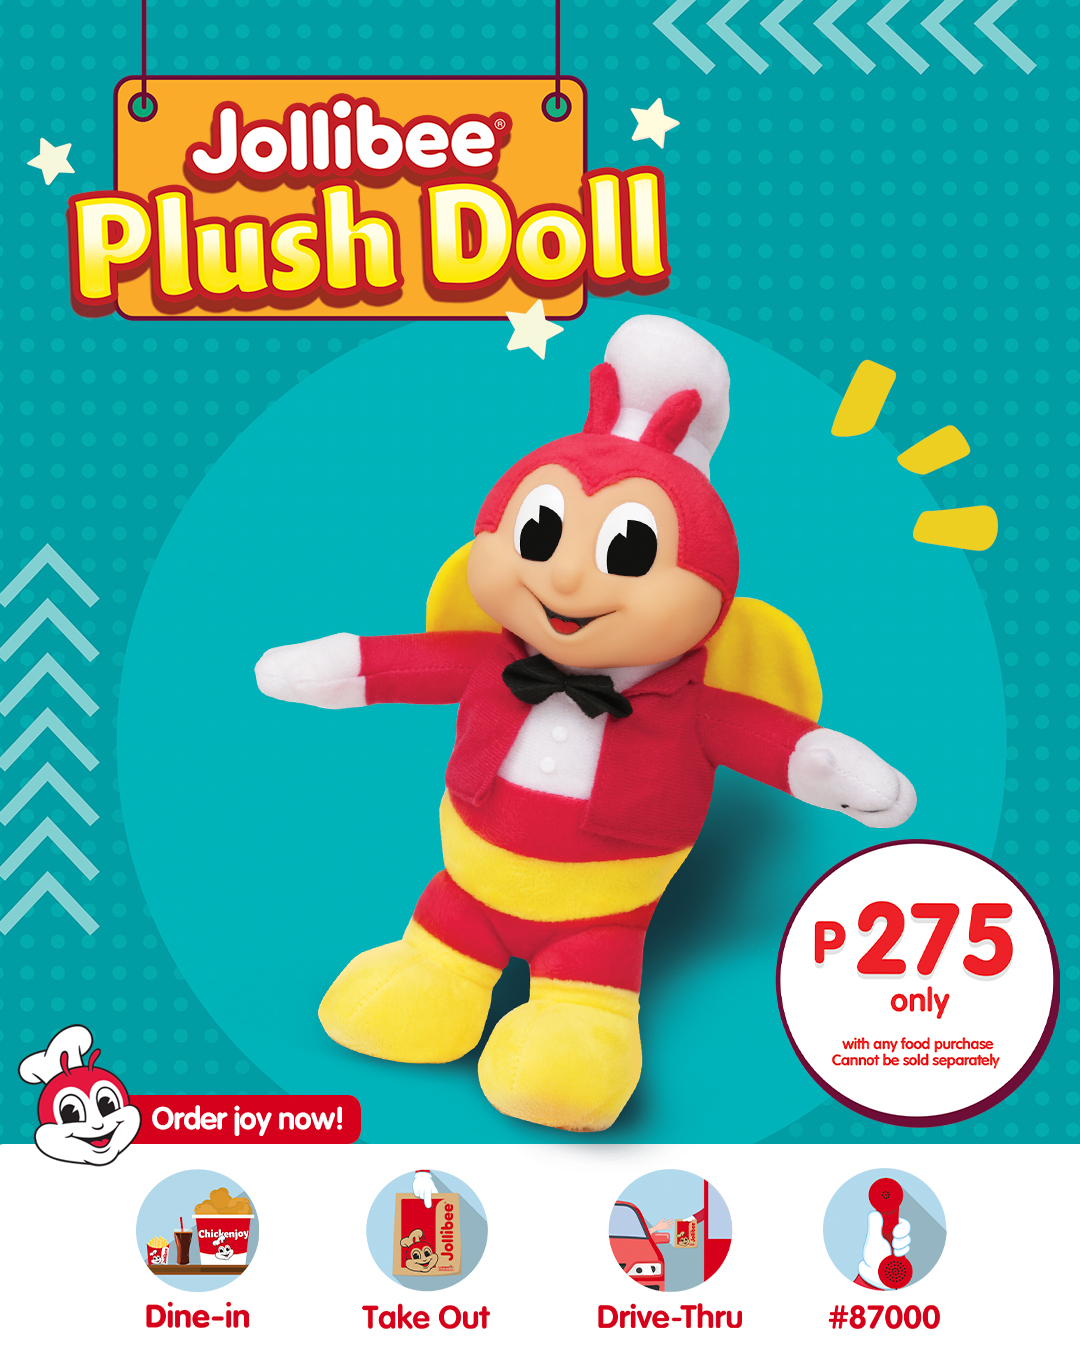 Jollibee®
Plush Doll
P275
only
with any food purchase
Cannot be sold separately
Order joy now!
Chickenjoy
Jollibee
Dine-in
Take Out
Drive-Thru
#87000